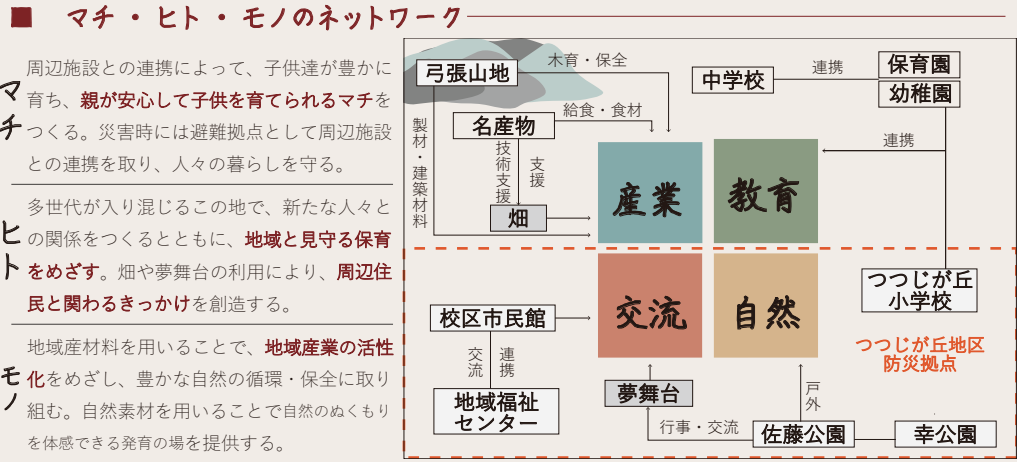 ■ マチ・ヒト・モノのネットワーク
マチ
周辺施設との連携によって、子供達が豊かに
育ち、親が安心して子供を育てられるマチを
つくる。災害時には避難拠点として周辺施設
との連携を取り、人々の暮らしを守る。
ヒト
多世代が入り混じるこの地で、新たな人々と
の関係をつくるとともに、地域と見守る保育
をめざす。畑や夢舞台の利用により、周辺住
民と関わるきっかけを創造する。
モノ
地域産材料を用いることで、地域産業の活性
化をめざし、豊かな自然の循環・保全に取り
組む。自然素材を用いることで自然のぬくもり
を体感できる発育の場を提供する。
弓張山地
木育・保全
名産物
給食・食材
製材・建築材料
技術支援
支援
畑
中学校
連携
保育園
幼稚園
連携
産業
教育
交流
自然
つつじが丘
小学校
校区市民館
交流
連携
地域福祉
センター
夢舞台
行事・交流
戸外
佐藤公園
幸公園
つつじが丘地区
防災拠点